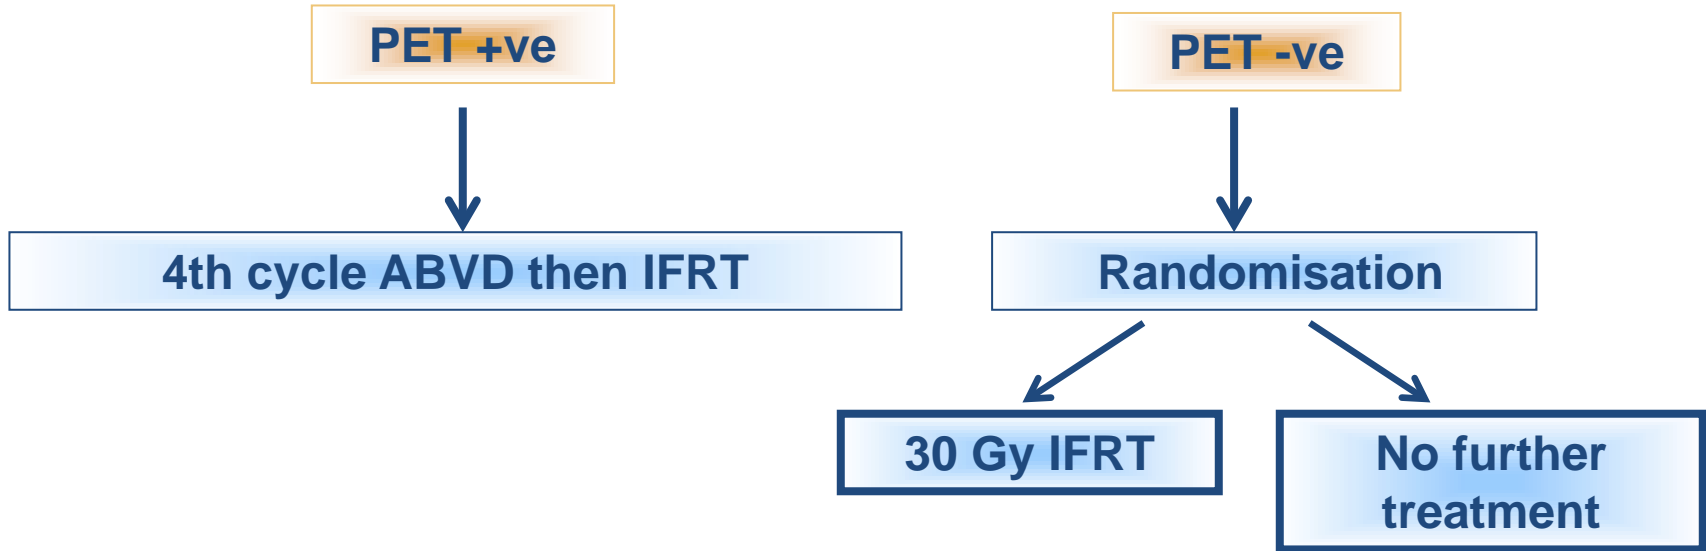 PET +ve
PET -ve
4th cycle ABVD then IFRT
Randomisation
30 Gy IFRT
No further
treatment